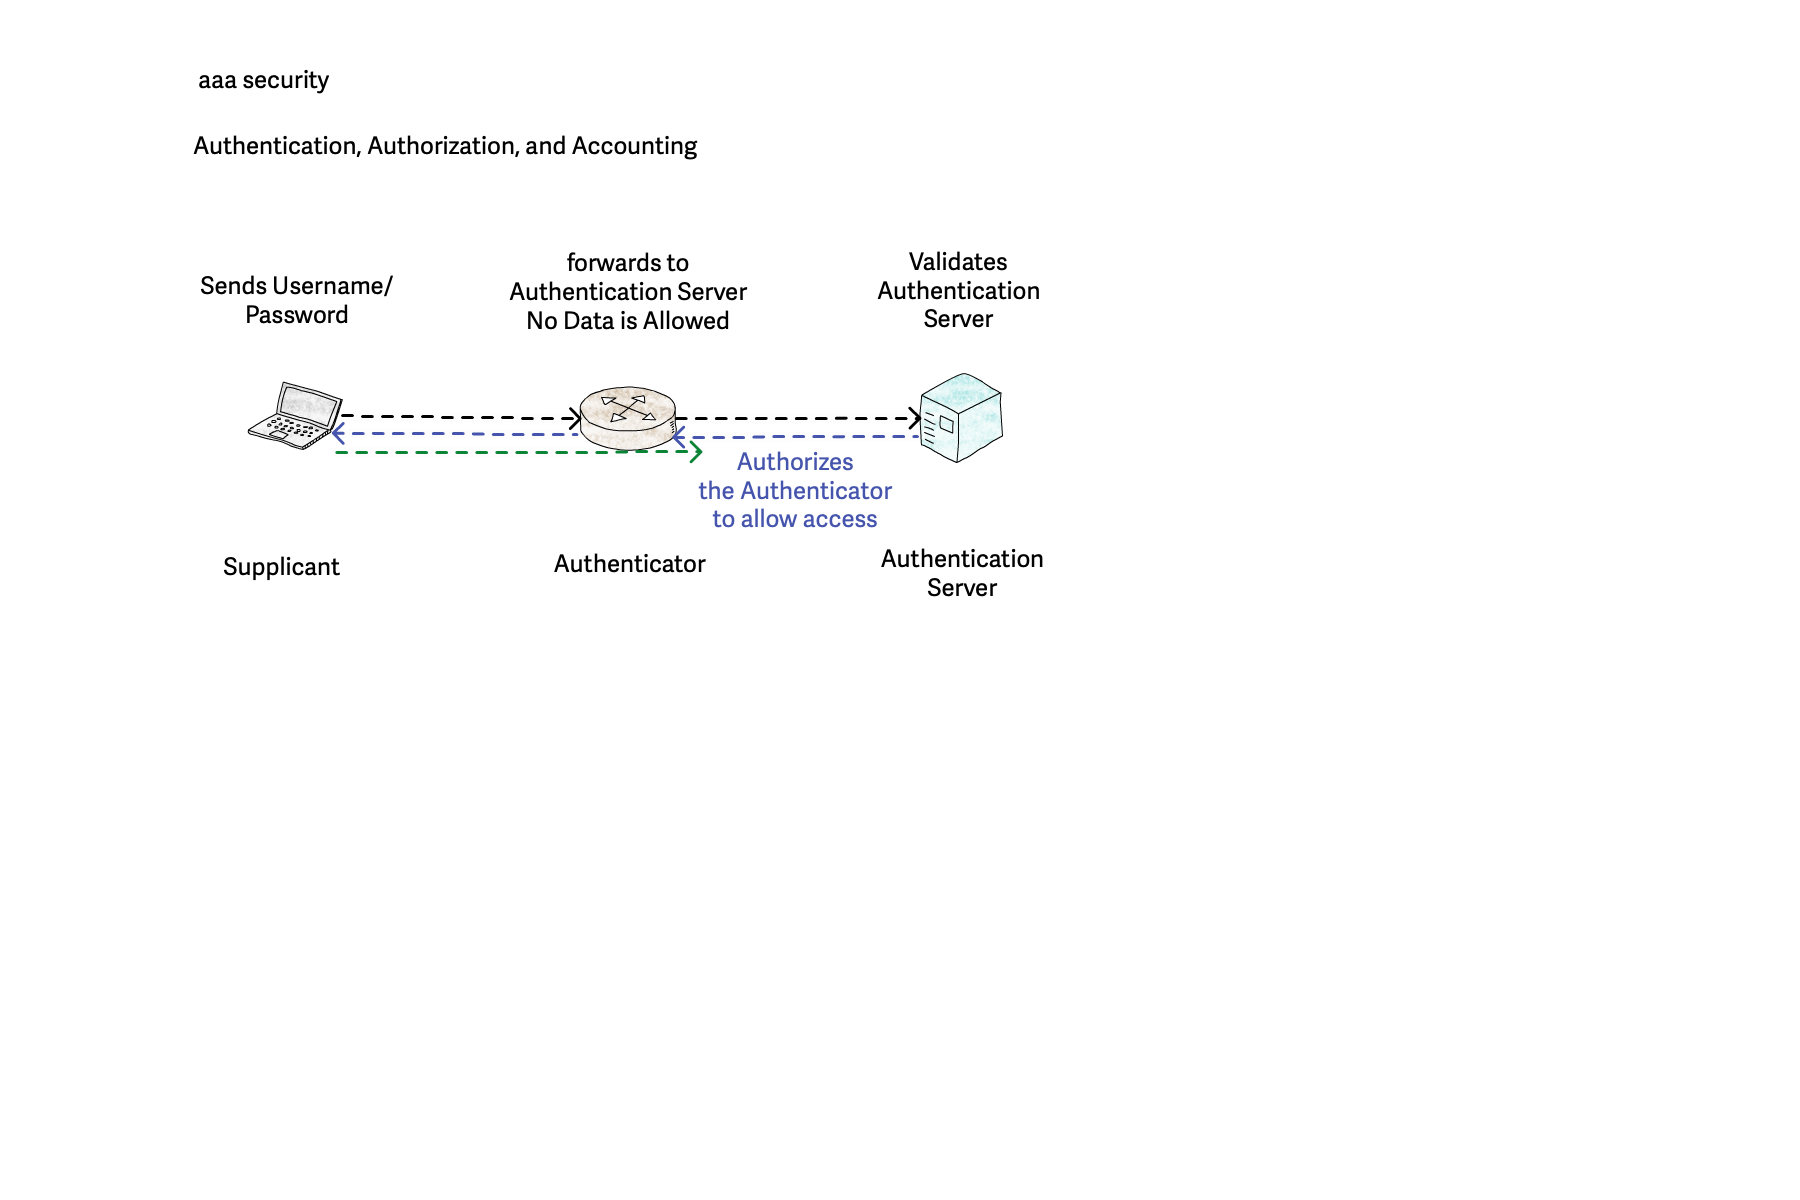 aaa security
Authentication, Authorization, and Accounting
Sends Username/
Password
forwards to
Authentication Server
No Data is Allowed
Validates
Authentication
Server
Authorizes
the Authenticator
to allow access
Supplicant
Authenticator
Authentication
Server